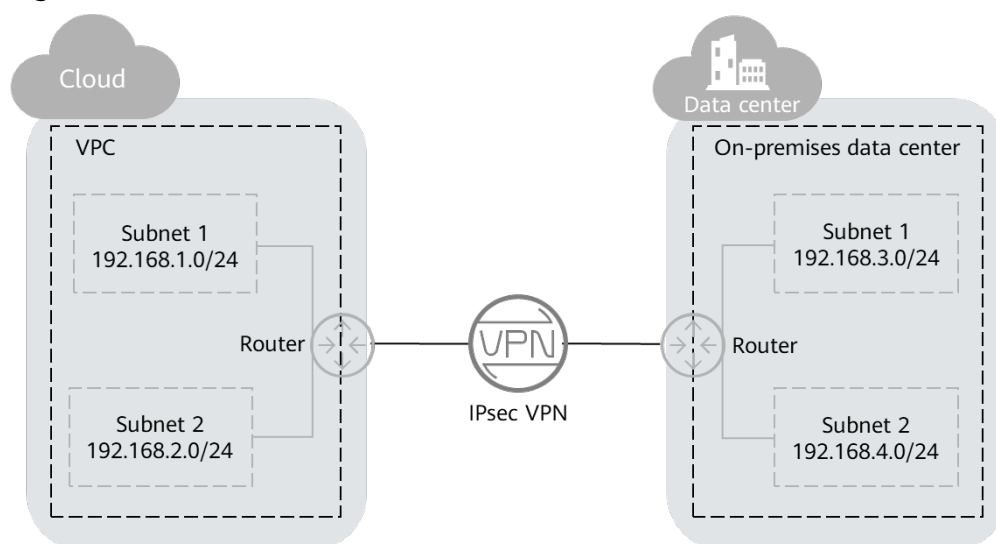 Cloud
VPC
Subnet 1
192.168.1.0/24
Router
Subnet 2
192.168.2.0/24
VPN
IPsec VPN
Data center
On-premises data center
Subnet 1
192.168.3.0/24
Router
Subnet 2
192.168.4.0/24